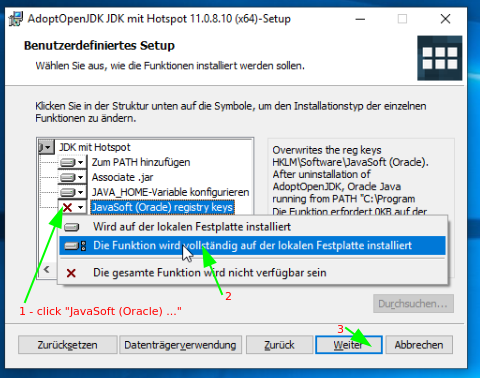 AdoptOpenJDK JDK mit Hotspot 11.0.8.10 (x64)-Setup
Benutzerdefiniertes Setup
Wählen Sie aus, wie die Funktionen installiert werden sollen.
Klicken Sie in der Struktur unten auf die Symbole, um den Installationstyp der einzelnen
Funktionen zu ändern.
JDK mit Hotspot
Zum PATH hinzufügen
Associate .jar
JAVA_HOME-Variable konfigurieren
JavaSoft (Oracle) registry keys
Overwrites the reg keys
HKLM\Software\JavaSoft (Oracle).
After uninstallation of
AdoptOpenJDK, Oracle Java
running from PATH "C:\Program
Die Funktion erfordert 0KB auf der
Wird auf der lokalen Festplatte installiert
Die Funktion wird vollständig auf der lokalen Festplatte installiert
Die gesamte Funktion wird nicht verfügbar sein
1 - click "JavaSoft (Oracle) ..."
2
Durchsuchen...
3
Zurücksetzen
Datenträgerverwendung
Zurück
Weiter
Abbrechen